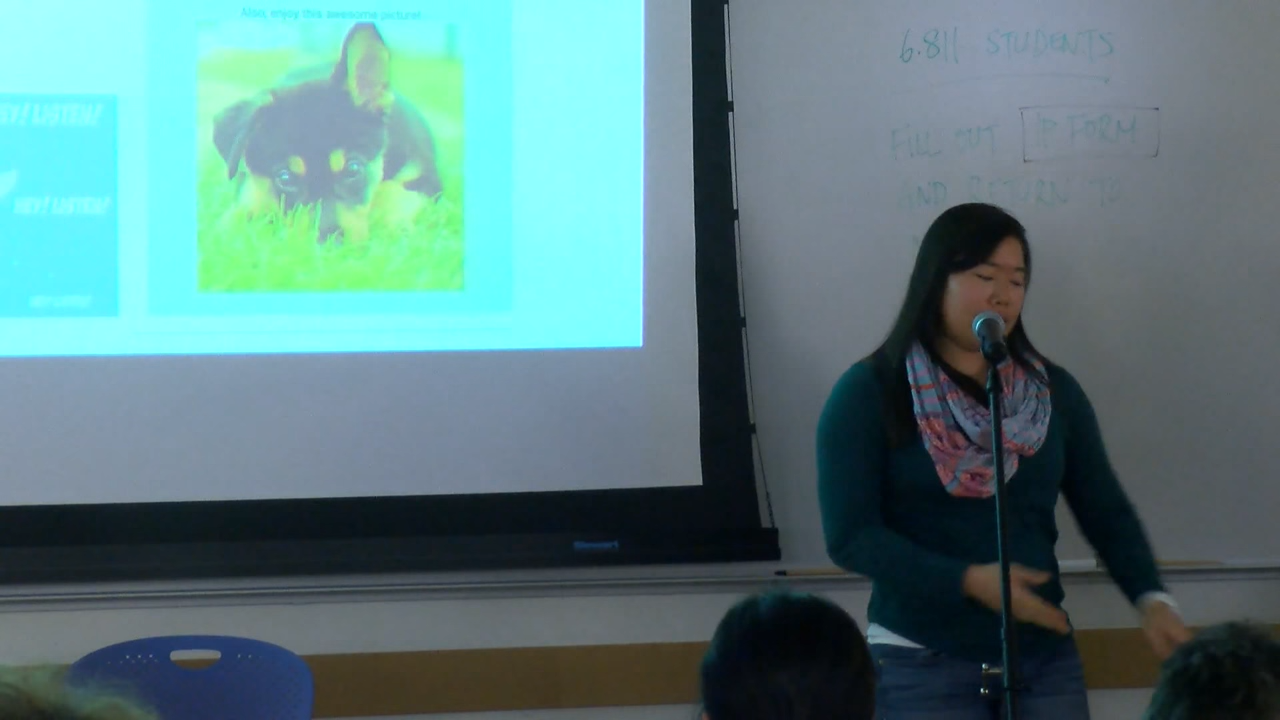 Also, enjoy this awesome picture!
HEY! LISTEN!
HEY! LISTEN!
6.811 STUDENTS
FILL OUT IP FORM
AND RETURN TO
Stewart